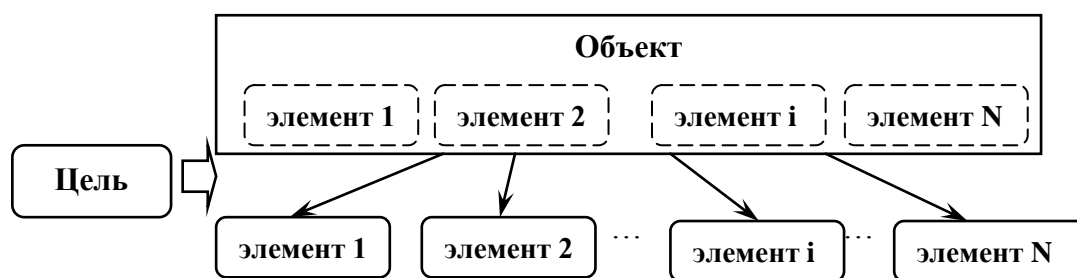 Объект
элемент 1 элемент 2 элемент i элемент N
Цель
элемент 1 элемент 2 ... элемент i ... элемент N